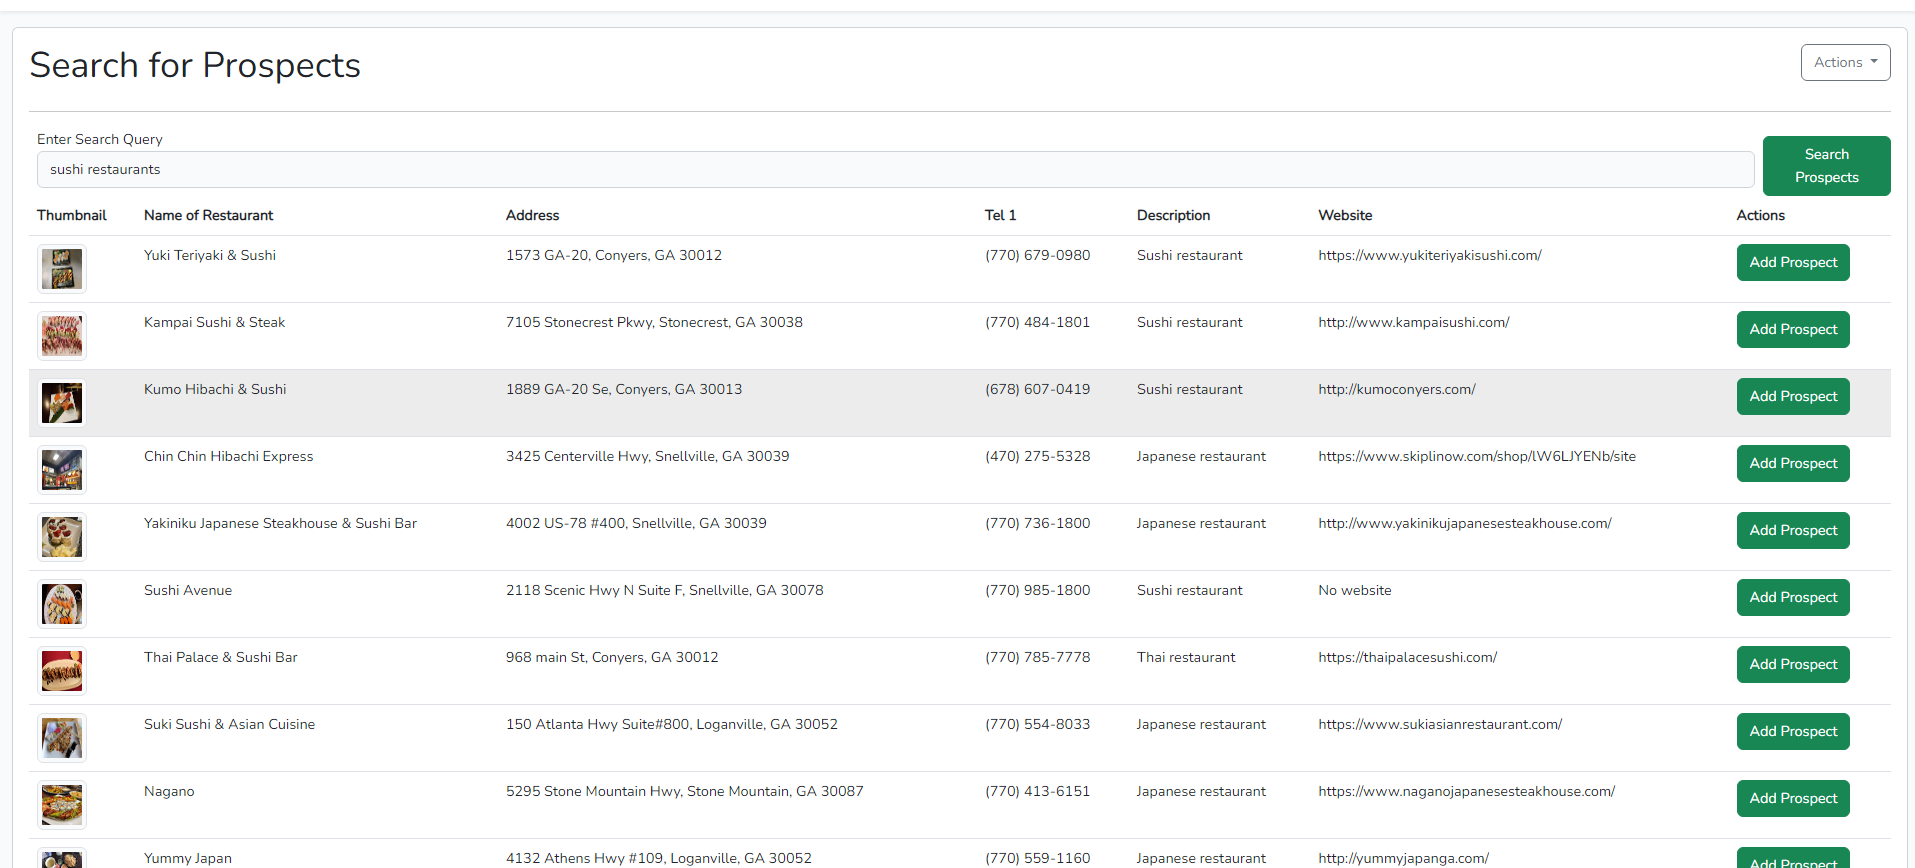 Search for Prospects
Actions
Enter Search Query
sushi restaurants
Search
Prospects
Thumbnail Name of Restaurant Address Tel 1 Description Website Actions
Yuki Teriyaki & Sushi 1573 GA-20, Conyers, GA 30012 (770) 679-0980 Sushi restaurant https://www.yukiteriyakisushi.com/ Add Prospect
Kampai Sushi & Steak 7105 Stonecrest Pkwy, Stonecrest, GA 30038 (770) 484-1801 Sushi restaurant http://www.kampaisushi.com/ Add Prospect
Kumo Hibachi & Sushi 1889 GA-20 Se, Conyers, GA 30013 (678) 607-0419 Sushi restaurant http://kumoconyers.com/ Add Prospect
Chin Chin Hibachi Express 3425 Centerville Hwy, Snellville, GA 30039 (470) 275-5328 Japanese restaurant https://www.skiplinow.com/shop/lW6LJYENb/site Add Prospect
Yakiniku Japanese Steakhouse & Sushi Bar 4002 US-78 #400, Snellville, GA 30039 (770) 736-1800 Japanese restaurant http://www.yakinikujapanesesteakhouse.com/ Add Prospect
Sushi Avenue 2118 Scenic Hwy N Suite F, Snellville, GA 30078 (770) 985-1800 Sushi restaurant No website Add Prospect
Thai Palace & Sushi Bar 968 main St, Conyers, GA 30012 (770) 785-7778 Thai restaurant https://thaipalacesushi.com/ Add Prospect
Suki Sushi & Asian Cuisine 150 Atlanta Hwy Suite#800, Loganville, GA 30052 (770) 554-8033 Japanese restaurant https://www.sukiasianrestaurant.com/ Add Prospect
Nagano 5295 Stone Mountain Hwy, Stone Mountain, GA 30087 (770) 413-6151 Japanese restaurant https://www.naganojapanesesteakhouse.com/ Add Prospect
Yummy Japan 4132 Athens Hwy #109, Loganville, GA 30052 (770) 559-1160 Japanese restaurant http://yummyjapanga.com/ Add Prospect